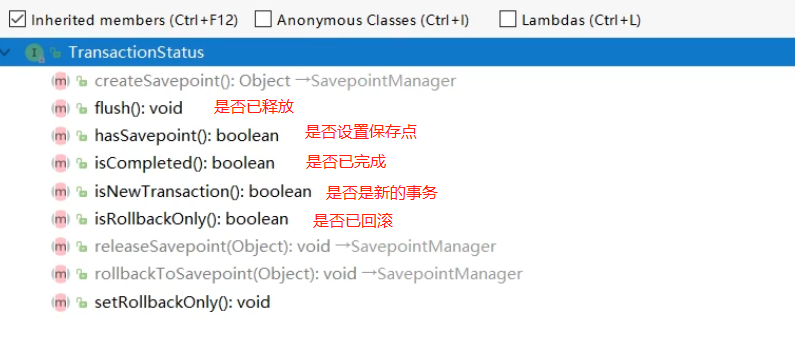 Inherited members (Ctrl+F12) Anonymous Classes (Ctrl+I) Lambdas (Ctrl+L)
I TransactionStatus
m createSavepoint(): Object →SavepointManager
m flush(): void 是否已释放
m hasSavepoint(): boolean 是否设置保存点
m isCompleted(): boolean 是否已完成
m isNewTransaction(): boolean 是否是新的事务
m isRollbackOnly(): boolean 是否已回滚
m releaseSavepoint(Object): void →SavepointManager
m rollbackToSavepoint(Object): void →SavepointManager
m setRollbackOnly(): void